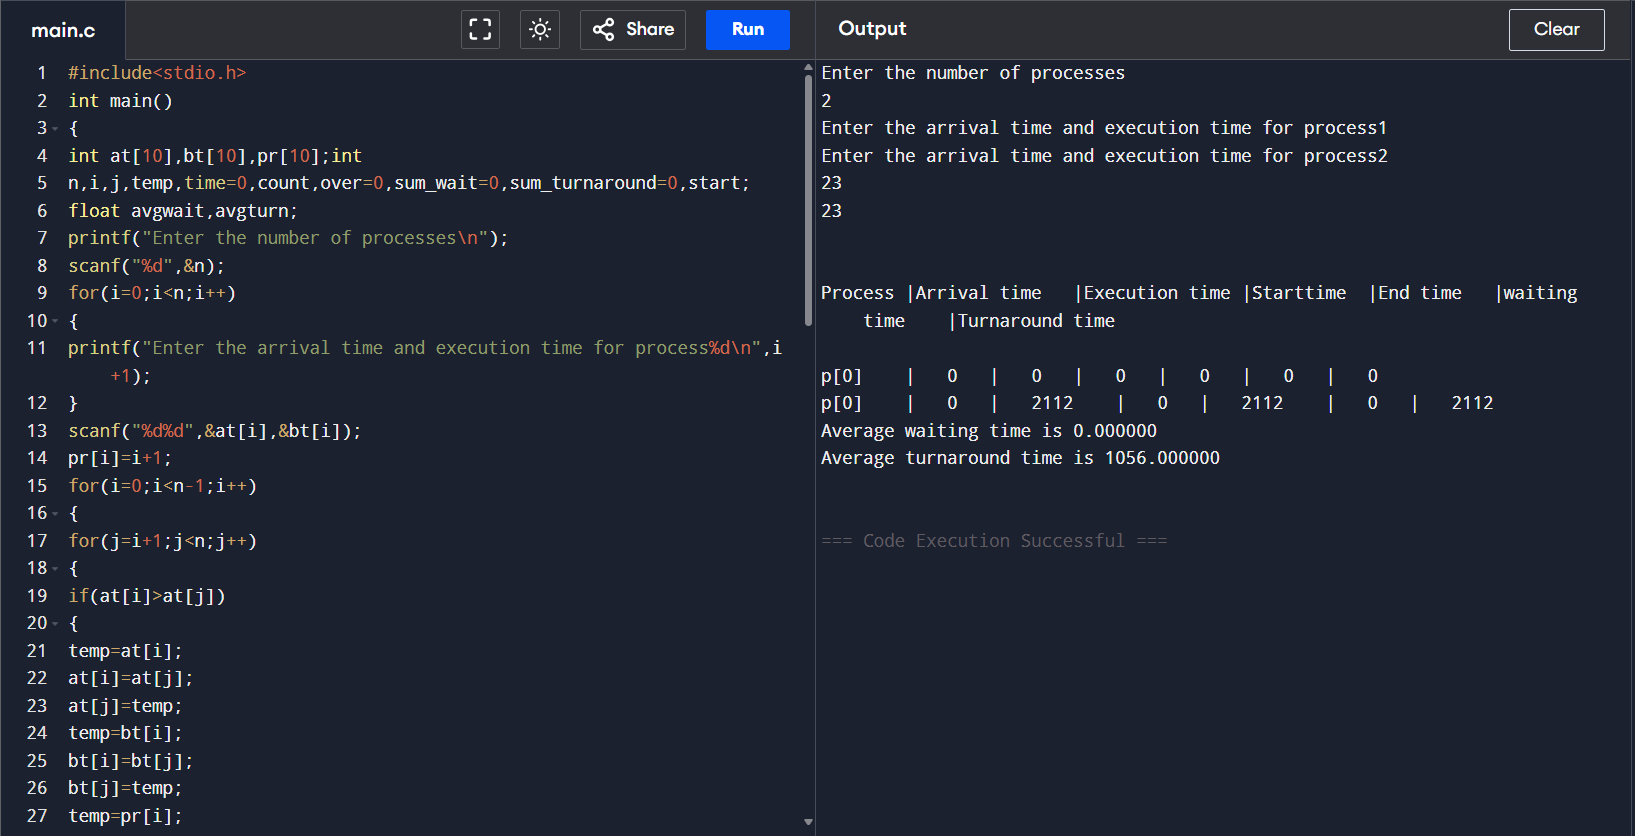 main.c
Share
Run
Output
Clear
1 #include<stdio.h>
2 int main()
3 {
4 int at[10],bt[10],pr[10];int
5 n,i,j,temp,time=0,count,over=0,sum_wait=0,sum_turnaround=0,start;
6 float avgwait,avgturn;
7 printf("Enter the number of processes\n");
8 scanf("%d",&n);
9 for(i=0;i<n;i++)
10 {
11 printf("Enter the arrival time and execution time for process%d\n",i
+1);
12 }
13 scanf("%d%d",&at[i],&bt[i]);
14 pr[i]=i+1;
15 for(i=0;i<n-1;i++)
16 {
17 for(j=i+1;j<n;j++)
18 {
19 if(at[i]>at[j])
20 {
21 temp=at[i];
22 at[i]=at[j];
23 at[j]=temp;
24 temp=bt[i];
25 bt[i]=bt[j];
26 bt[j]=temp;
27 temp=pr[i];
Enter the number of processes
2
Enter the arrival time and execution time for process1
Enter the arrival time and execution time for process2
23
23
Process |Arrival time |Execution time |Starttime |End time |waiting
time |Turnaround time
p[0] | 0 | 0 | 0 | 0 | 0 | 0
p[0] | 0 | 2112 | 0 | 2112 | 0 | 2112
Average waiting time is 0.000000
Average turnaround time is 1056.000000
=== Code Execution Successful ===